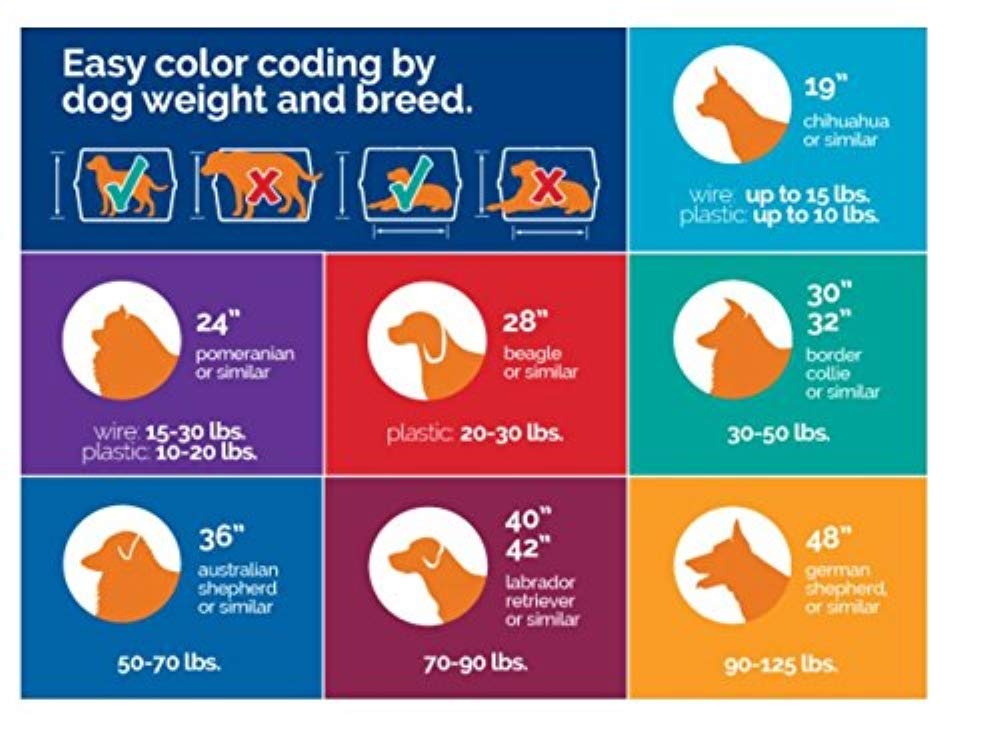 Easy color coding by
dog weight and breed.
19”
chihuahua
or similar
wire: up to 15 lbs.
plastic: up to 10 lbs.
24”
pomeranian
or similar
wire: 15-30 lbs.
plastic: 10-20 lbs.
28”
beagle
or similar
plastic: 20-30 lbs.
30”
32”
border
collie
or similar
30-50 lbs.
36”
australian
shepherd
or similar
50-70 lbs.
40”
42”
labrador
retriever
or similar
70-90 lbs.
48”
german
shepherd,
or similar
90-125 lbs.